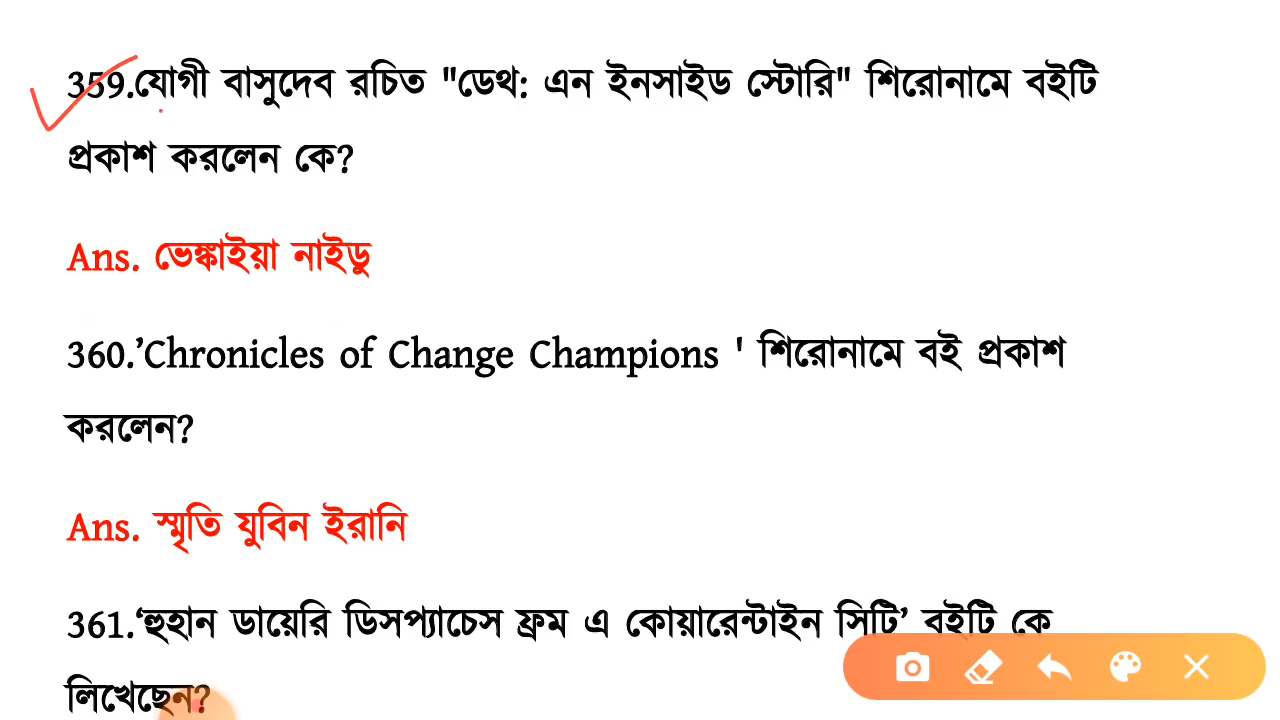 359.যোগী বাসুদেব রচিত "ডেথ: এন ইনসাইড স্টোরি" শিরোনামে বইটি
প্রকাশ করলেন কে?
Ans. ভেঙ্কাইয়া নাইডু
360.’Chronicles of Change Champions ' শিরোনামে বই প্রকাশ
করলেন?
Ans. স্মৃতি যুবিন ইরানি
361.‘হুহান ডায়েরি ডিসপ্যাচেস ফ্রম এ কোয়ারেন্টাইন সিটি’ বইটি কে
লিখেছেন?